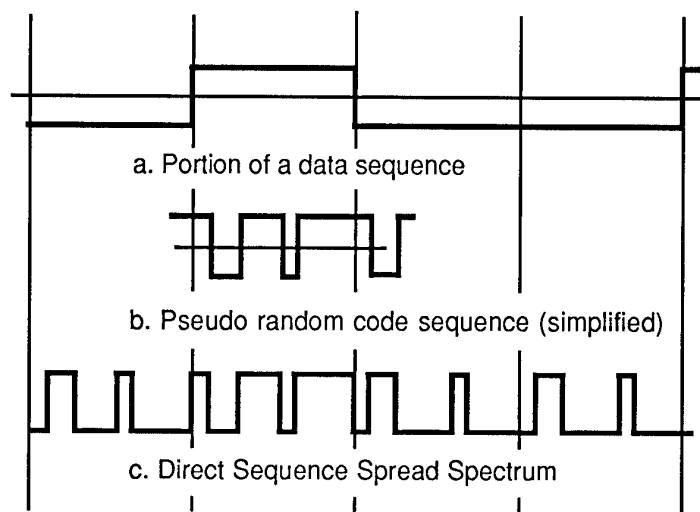 a. Portion of a data sequence
b. Pseudo random code sequence (simplified)
c. Direct Sequence Spread Spectrum